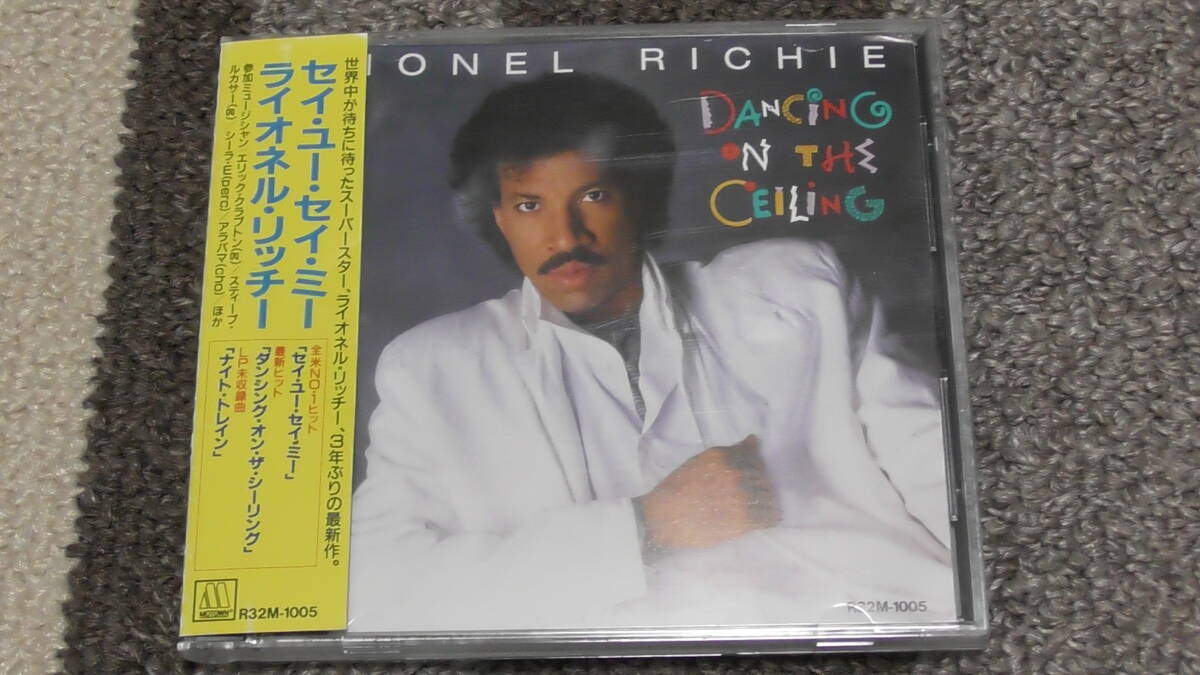 世界中が待ちに待ったスーパースター、ライオネル・リッチー、3年ぶりの最新作。
セイ・ユー・セイ・ミー
ライオネル・リッチー
参加ミュージシャン エリック・クラプトン(g)/スティーブ・
ルカサー(g) シーラ・E(perc)/アラバマ(cho)/ほか
全米NO.1ヒット
「セイ・ユー・セイ・ミー」
最新ヒット
「ダンシング・オン・ザ・シーリング」
LP未収録曲
「ナイト・トレイン」
MOTOWN
R32M-1005
IONEL RICHIE
DANCING
ON THE
CEILING
R32M-1005